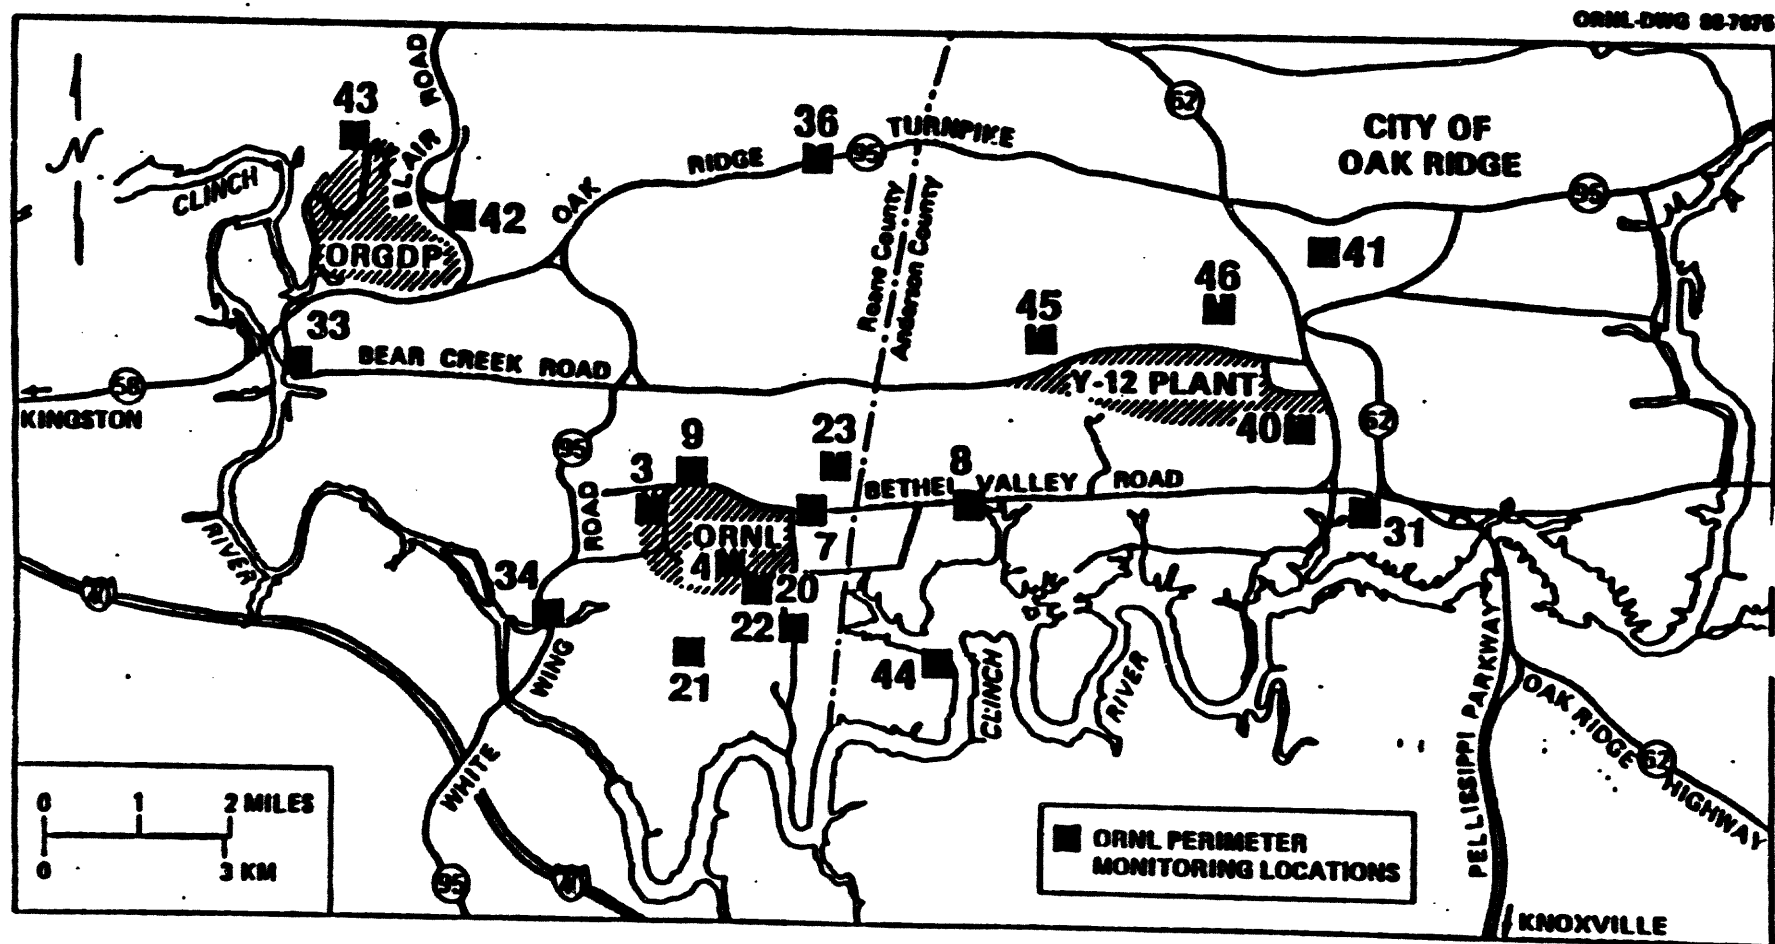 N
43
BLAIR ROAD
36
95
TURNPIKE
62
CITY OF
OAK RIDGE
OAK RIDGE
95
CLINCH
42
ORGDP
Roane County
Anderson County
41
46
45
33
BEAR CREEK ROAD
Y-12 PLANT
58
KINGSTON
40
62
95
9
23
3
8
BETHEL VALLEY ROAD
ROAD
ORNL
7
31
4
20
RIVER
34
40
22
21
44
WING
CLINCH
RIVER
PELLISSIPPI PARKWAY
OAK RIDGE HIGHWAY
62
WHITE
0 1 2 MILES
0 3 KM
95
40
ORNL PERIMETER
MONITORING LOCATIONS
KNOXVILLE